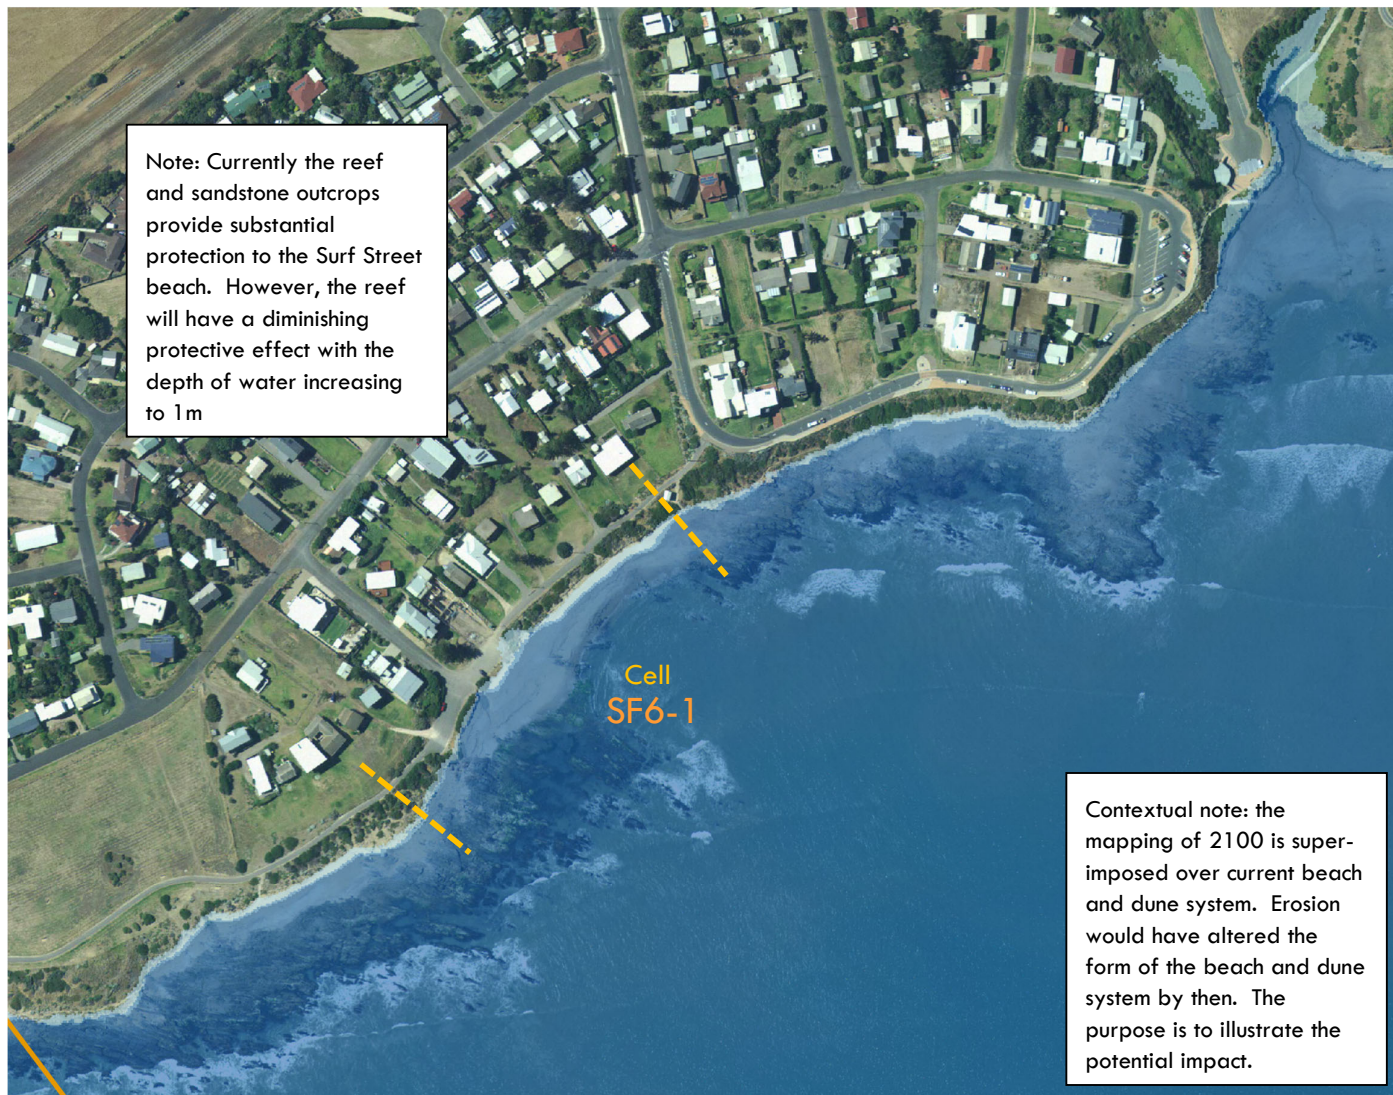 Note: Currently the reef
and sandstone outcrops
provide substantial
protection to the Surf Street
beach. However, the reef
will have a diminishing
protective effect with the
depth of water increasing
to 1m
Cell
SF6-1
Contextual note: the
mapping of 2100 is super-
imposed over current beach
and dune system. Erosion
would have altered the
form of the beach and dune
system by then. The
purpose is to illustrate the
potential impact.